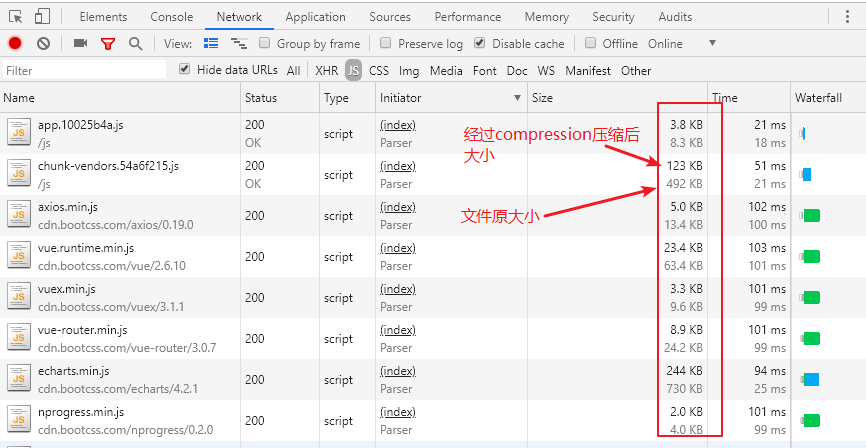 Elements Console Network Application Sources Performance Memory Security Audits
View: Group by frame Preserve log Disable cache Offline Online
Filter Hide data URLs All XHR JS CSS Img Media Font Doc WS Manifest Other
Name Status Type Initiator Size Time Waterfall
app.10025b4a.js 200 script (index) 3.8 KB 21 ms
/js OK Parser 8.3 KB 18 ms
经过compression压缩后
大小
chunk-vendors.54a6f215.js 200 script (index) 123 KB 51 ms
/js OK Parser 492 KB 21 ms
axios.min.js 200 script (index) 5.0 KB 102 ms
cdn.bootcss.com/axios/0.19.0 Parser 13.4 KB 100 ms
文件原大小
vue.runtime.min.js 200 script (index) 23.4 KB 103 ms
cdn.bootcss.com/vue/2.6.10 Parser 63.4 KB 101 ms
vuex.min.js 200 script (index) 3.3 KB 101 ms
cdn.bootcss.com/vuex/3.1.1 Parser 9.6 KB 99 ms
vue-router.min.js 200 script (index) 8.9 KB 101 ms
cdn.bootcss.com/vue-router/3.0.7 Parser 24.2 KB 99 ms
echarts.min.js 200 script (index) 244 KB 94 ms
cdn.bootcss.com/echarts/4.2.1 Parser 730 KB 25 ms
nprogress.min.js 200 script (index) 2.0 KB 101 ms
cdn.bootcss.com/nprogress/0.2.0 Parser 4.0 KB 99 ms